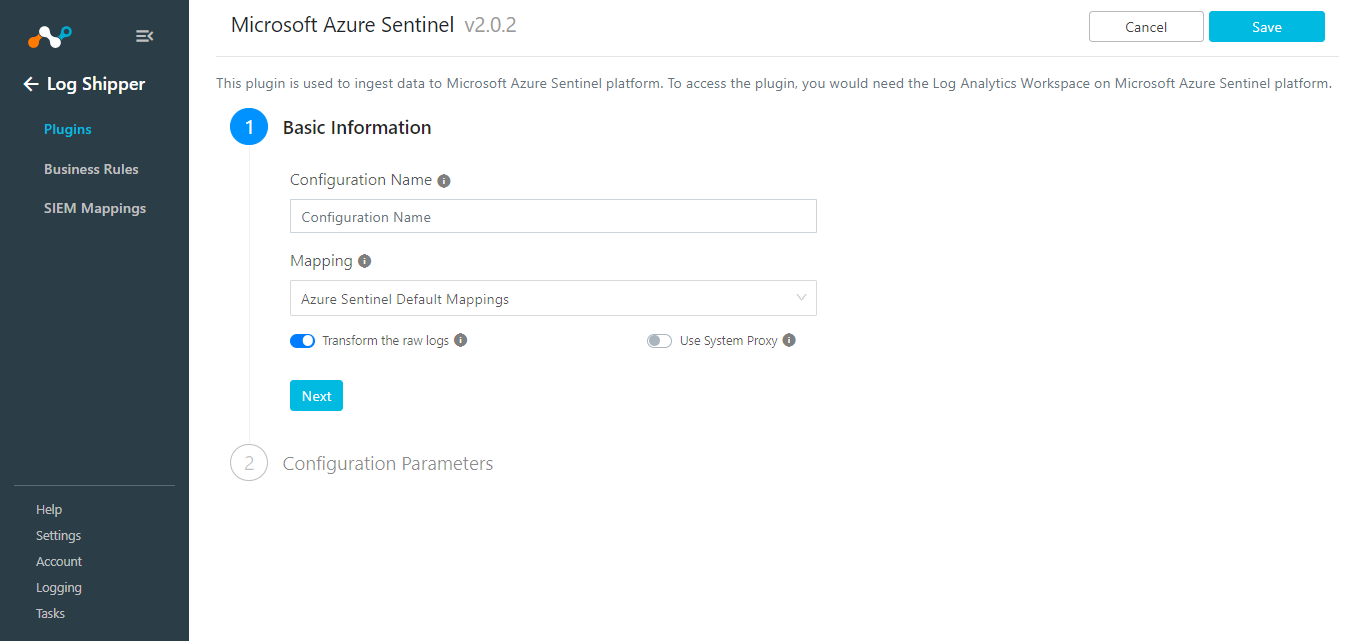 Log Shipper
Plugins
Business Rules
SIEM Mappings
Help
Settings
Account
Logging
Tasks
Microsoft Azure Sentinel v2.0.2
Cancel
Save
This plugin is used to ingest data to Microsoft Azure Sentinel platform. To access the plugin, you would need the Log Analytics Workspace on Microsoft Azure Sentinel platform.
1 Basic Information
Configuration Name
Configuration Name
Mapping
Azure Sentinel Default Mappings
Transform the raw logs
Use System Proxy
Next
2 Configuration Parameters